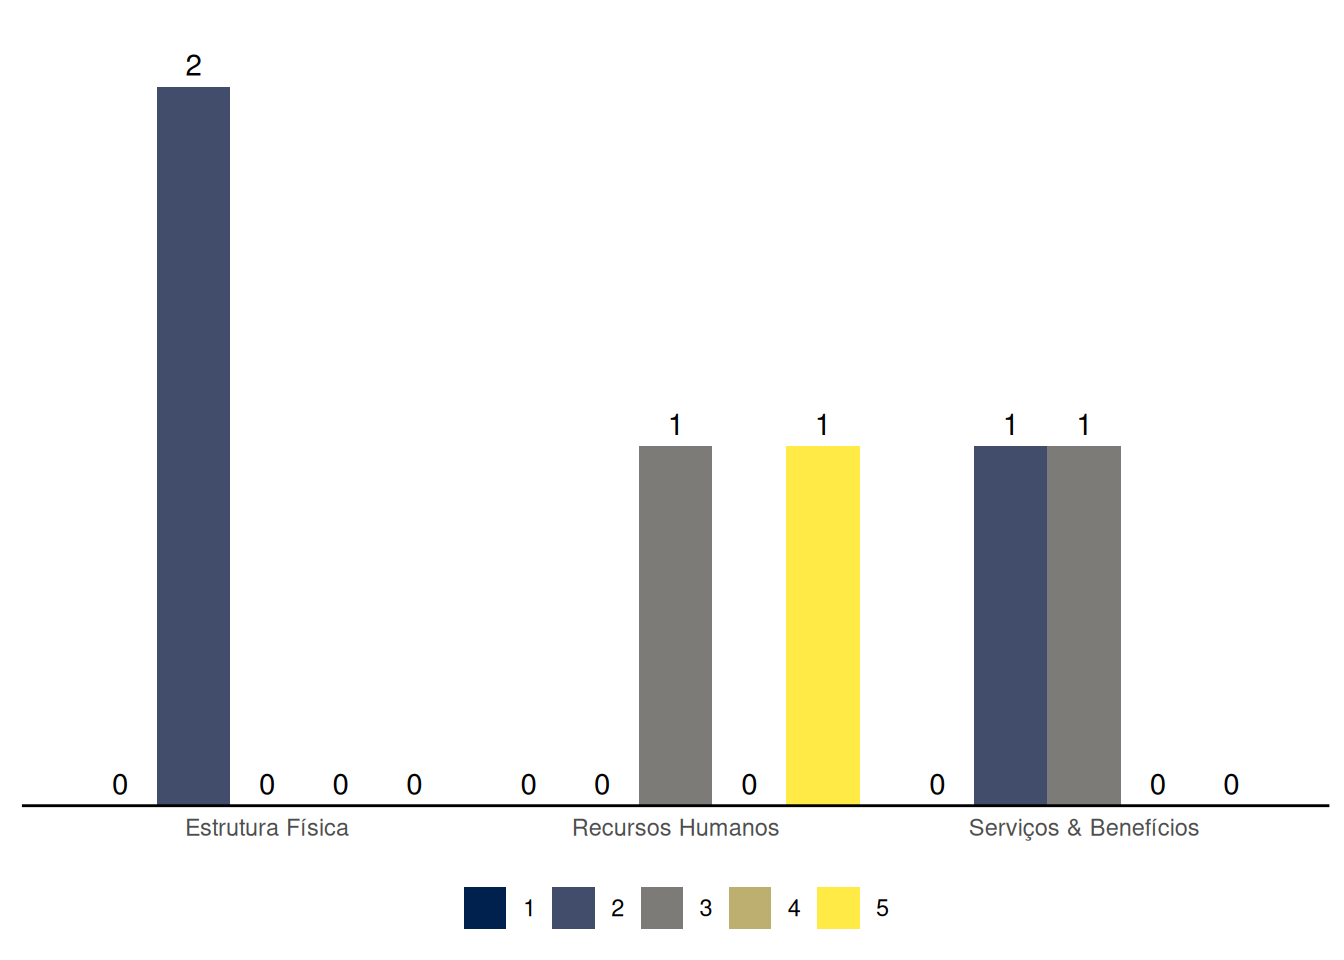 2
1 1 1 1
0 0 0 0 0 0 0 0 0 0 0
Estrutura Física Recursos Humanos Serviços & Benefícios
1 2 3 4 5